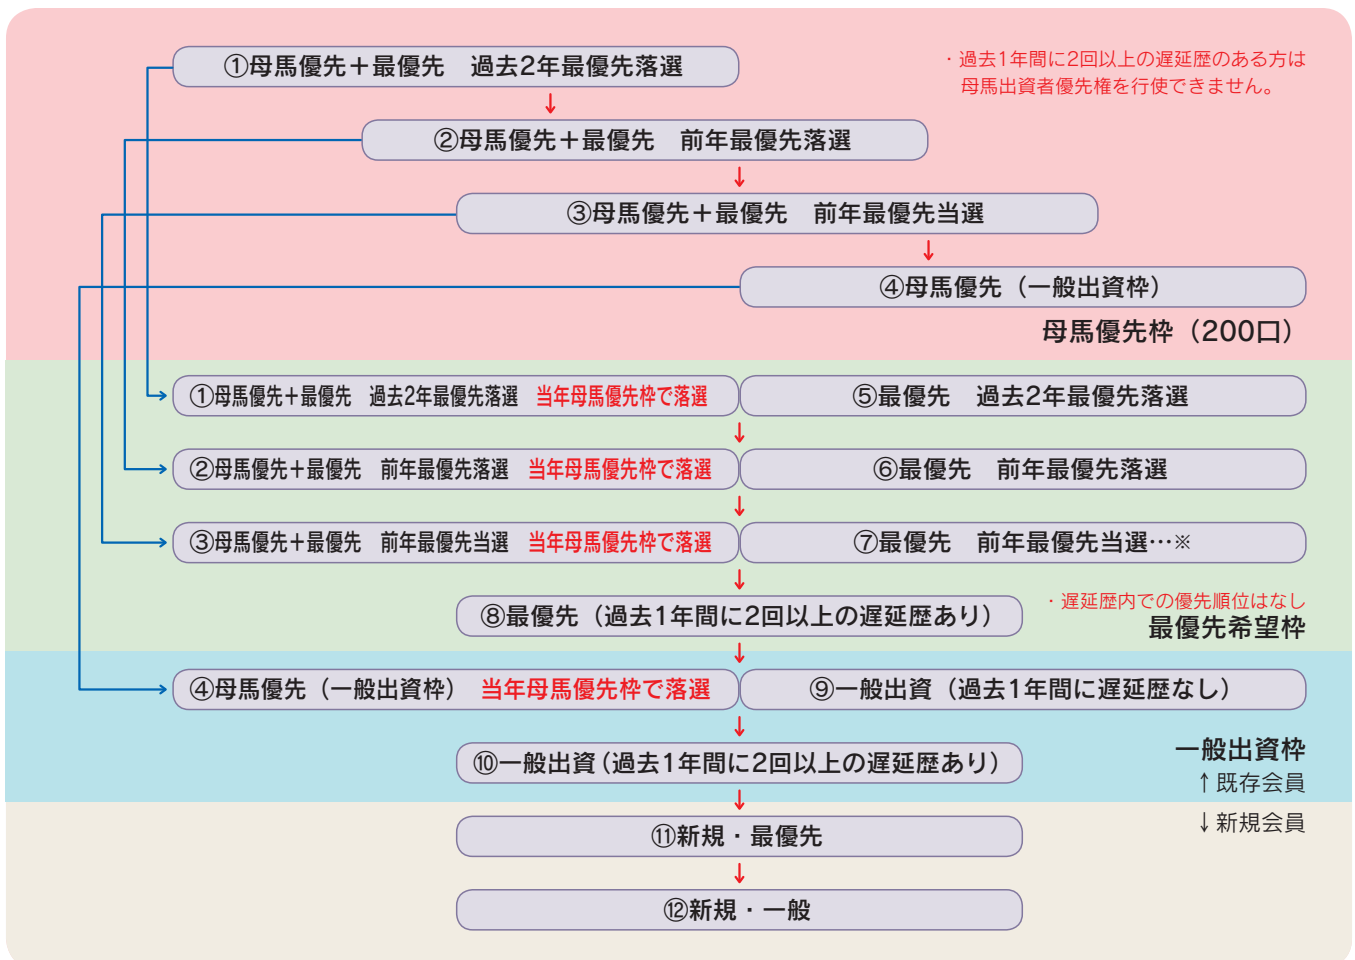 ①母馬優先＋最優先　過去2年最優先落選
・過去1年間に2回以上の遅延歴のある方は
母馬出資者優先権を行使できません。
②母馬優先＋最優先　前年最優先落選
③母馬優先＋最優先　前年最優先当選
④母馬優先（一般出資枠）
母馬優先枠（200口）
①母馬優先＋最優先　過去2年最優先落選　当年母馬優先枠で落選
⑤最優先　過去2年最優先落選
②母馬優先＋最優先　前年最優先落選　当年母馬優先枠で落選
⑥最優先　前年最優先落選
③母馬優先＋最優先　前年最優先当選　当年母馬優先枠で落選
⑦最優先　前年最優先当選…※
⑧最優先（過去1年間に2回以上の遅延歴あり）
・遅延歴内での優先順位はなし
最優先希望枠
④母馬優先（一般出資枠）　当年母馬優先枠で落選
⑨一般出資（過去1年間に遅延歴なし）
⑩一般出資（過去1年間に2回以上の遅延歴あり）
一般出資枠
↑既存会員
↓新規会員
⑪新規・最優先
⑫新規・一般